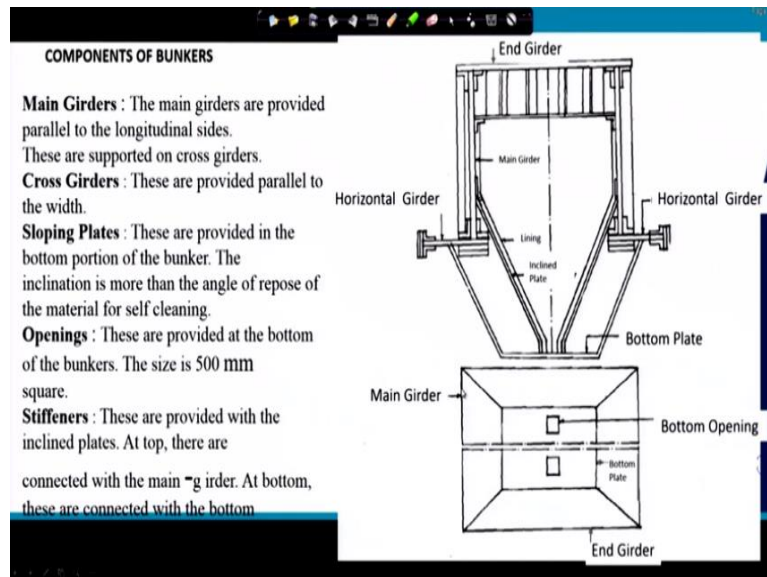 COMPONENTS OF BUNKERS
Main Girders : The main girders are provided
parallel to the longitudinal sides.
These are supported on cross girders.
Cross Girders : These are provided parallel to
the width.
Sloping Plates : These are provided in the
bottom portion of the bunker. The
inclination is more than the angle of repose of
the material for self cleaning.
Openings : These are provided at the bottom
of the bunkers. The size is 500 mm
square.
Stiffeners : These are provided with the
inclined plates. At top, there are
connected with the main -g irder. At bottom,
these are connected with the bottom
End Girder
Main Girder
Horizontal Girder
Horizontal Girder
Lining
Inclined
Plate
Bottom Plate
Main Girder
Bottom Opening
Bottom
Plate
End Girder